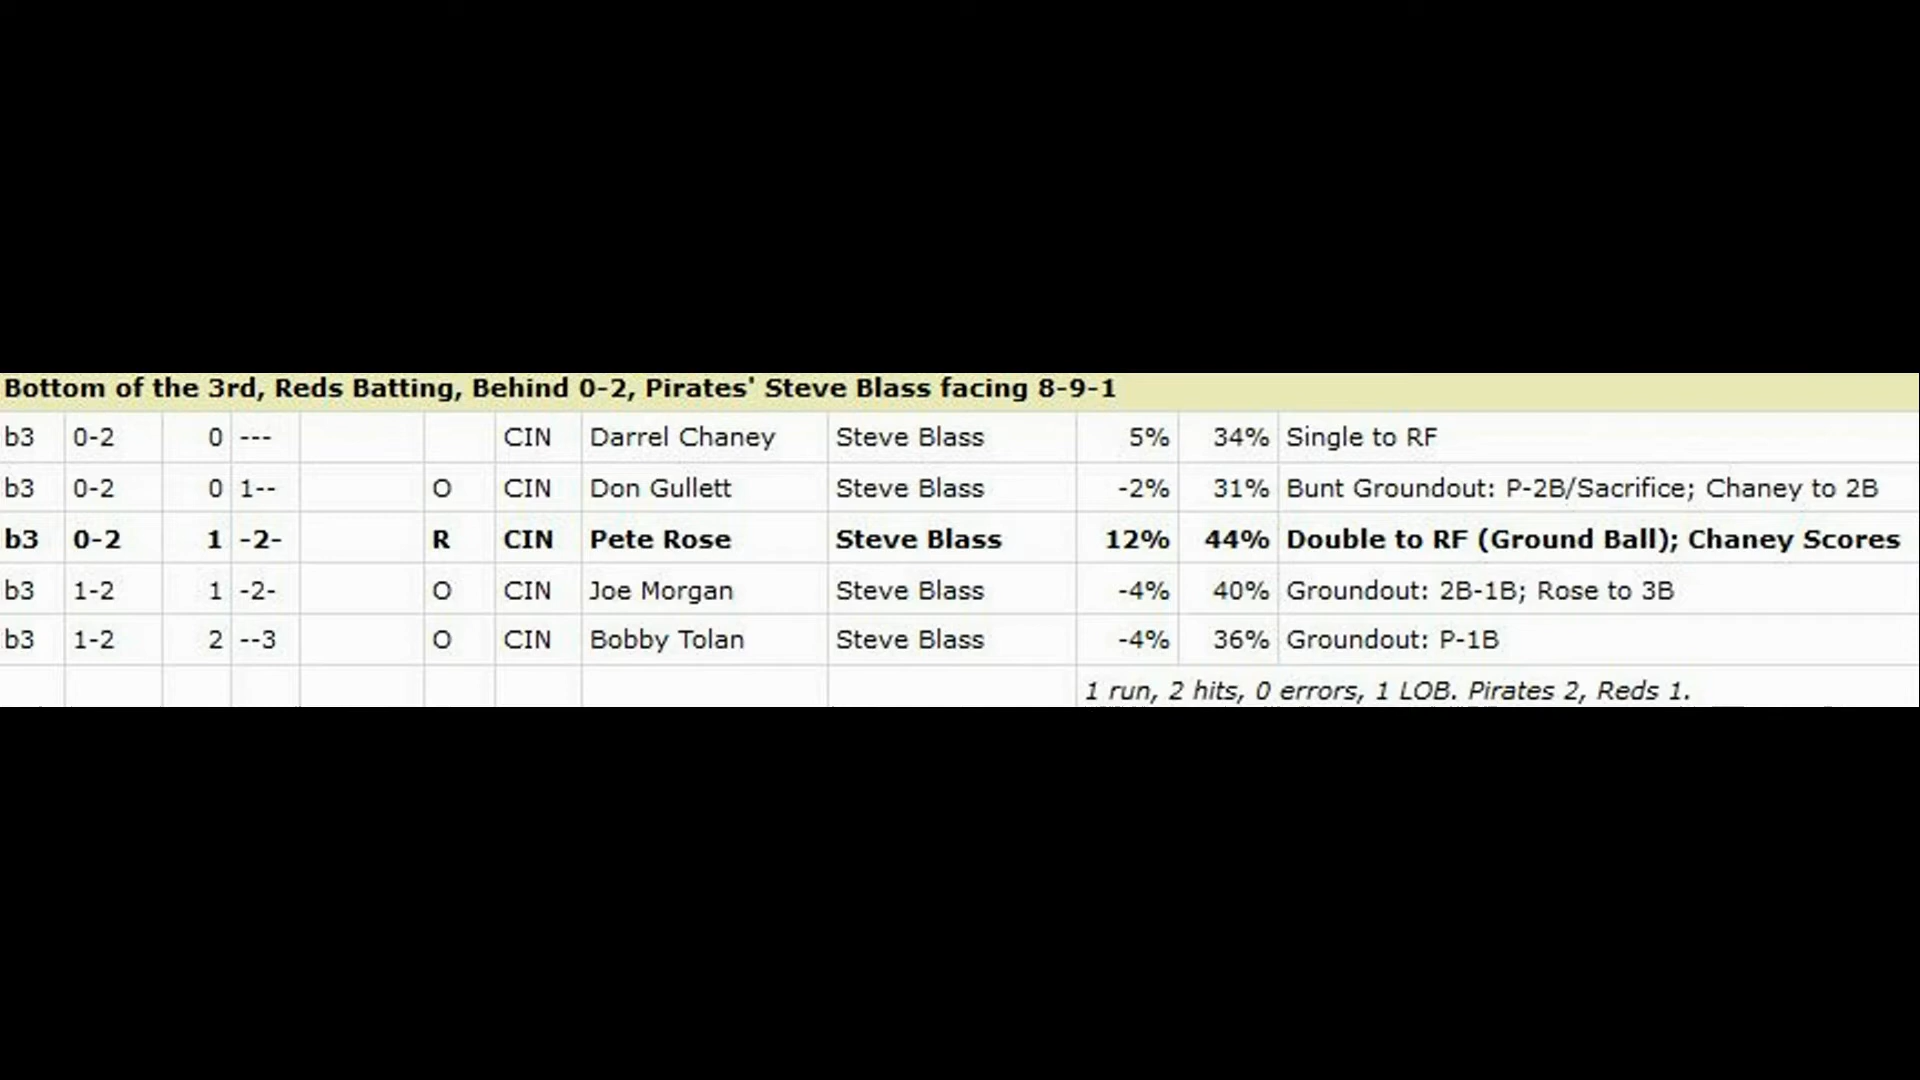 Bottom of the 3rd, Reds Batting, Behind 0-2, Pirates' Steve Blass facing 8-9-1
b3 0-2 0 --- CIN Darrel Chaney Steve Blass 5% 34% Single to RF
b3 0-2 0 1-- O CIN Don Gullett Steve Blass -2% 31% Bunt Groundout: P-2B/Sacrifice; Chaney to 2B
b3 0-2 1 -2- R CIN Pete Rose Steve Blass 12% 44% Double to RF (Ground Ball); Chaney Scores
b3 1-2 1 -2- O CIN Joe Morgan Steve Blass -4% 40% Groundout: 2B-1B; Rose to 3B
b3 1-2 2 --3 O CIN Bobby Tolan Steve Blass -4% 36% Groundout: P-1B
1 run, 2 hits, 0 errors, 1 LOB. Pirates 2, Reds 1.